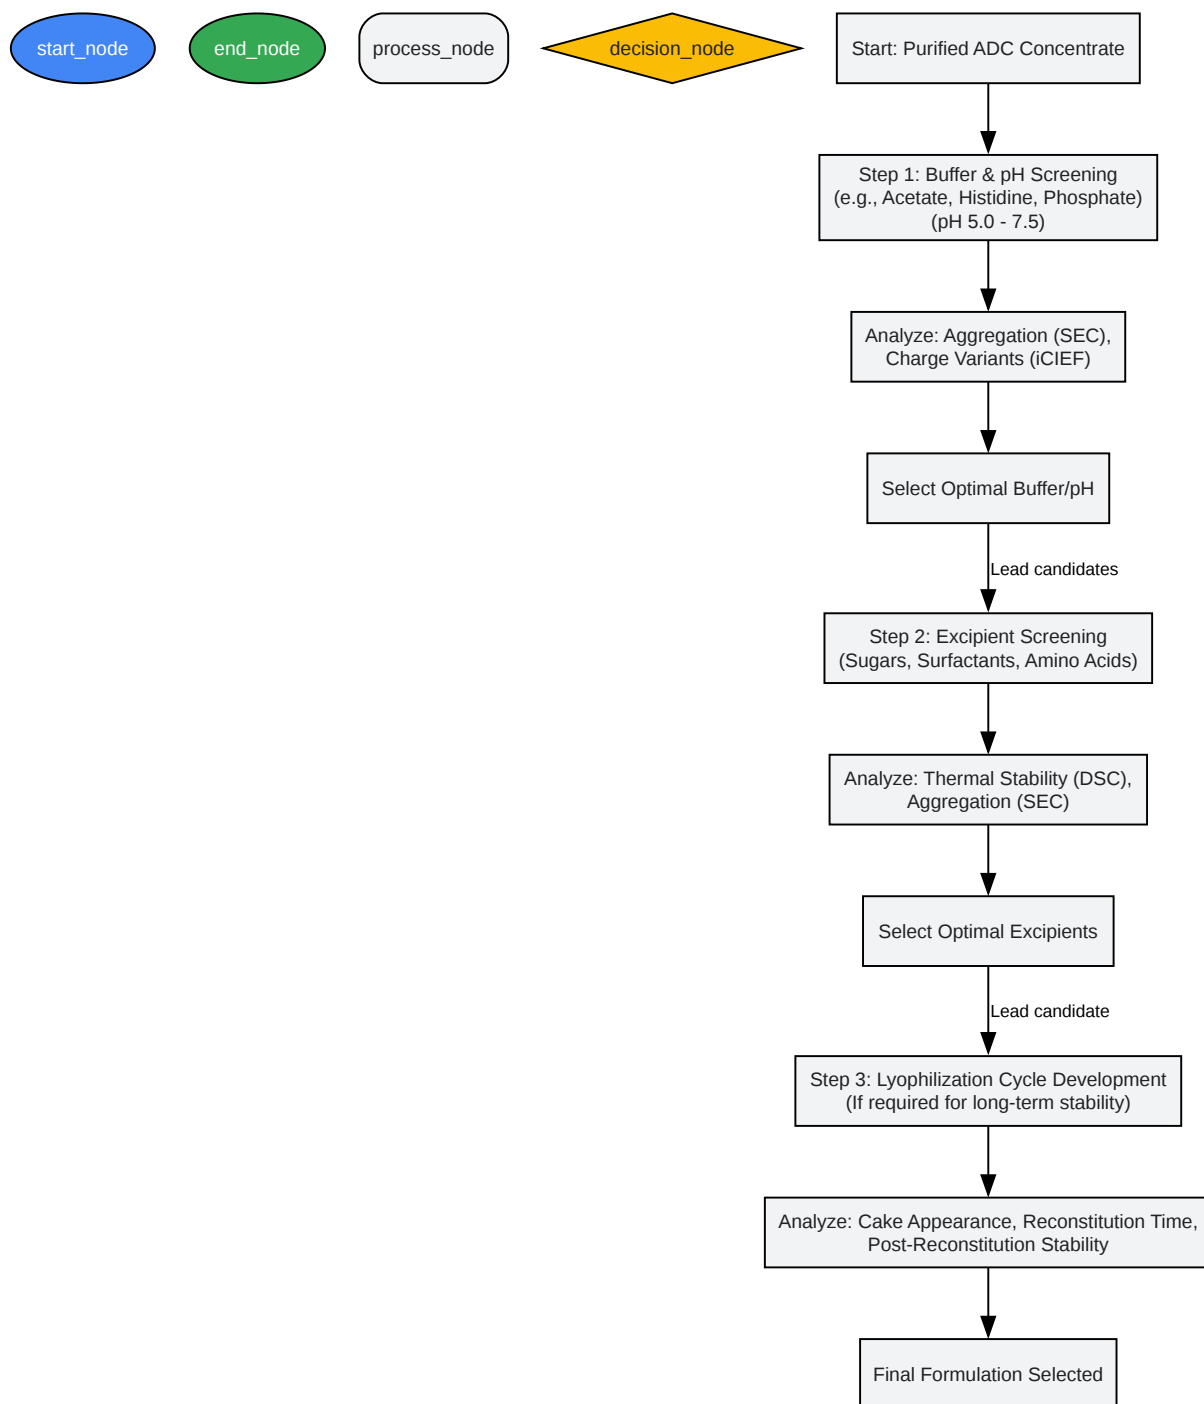 start_node
end_node
process_node
decision_node
Start: Purified ADC Concentrate
Step 1: Buffer & pH Screening
(e.g., Acetate, Histidine, Phosphate)
(pH 5.0 - 7.5)
Analyze: Aggregation (SEC),
Charge Variants (iCIEF)
Select Optimal Buffer/pH
Lead candidates
Step 2: Excipient Screening
(Sugars, Surfactants, Amino Acids)
Analyze: Thermal Stability (DSC),
Aggregation (SEC)
Select Optimal Excipients
Lead candidate
Step 3: Lyophilization Cycle Development
(If required for long-term stability)
Analyze: Cake Appearance, Reconstitution Time,
Post-Reconstitution Stability
Final Formulation Selected